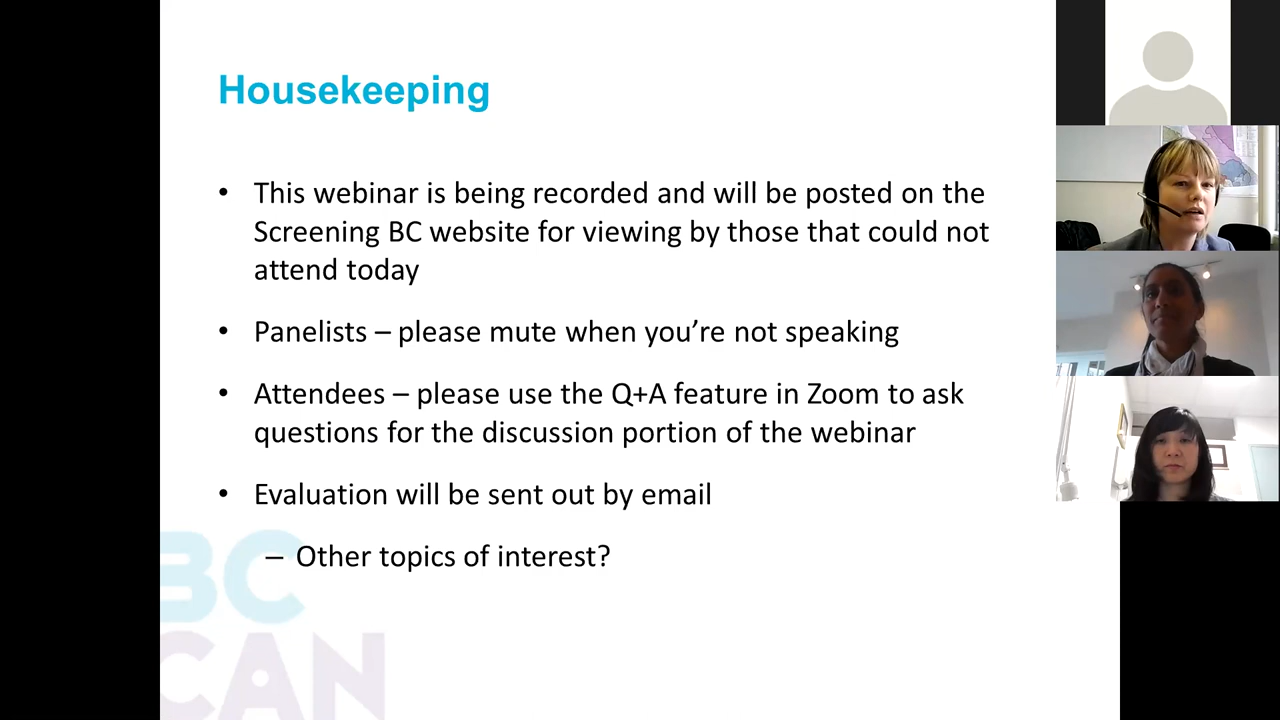 Housekeeping
• This webinar is being recorded and will be posted on the
Screening BC website for viewing by those that could not
attend today
• Panelists – please mute when you're not speaking
• Attendees – please use the Q+A feature in Zoom to ask
questions for the discussion portion of the webinar
• Evaluation will be sent out by email
– Other topics of interest?
BC
CAN